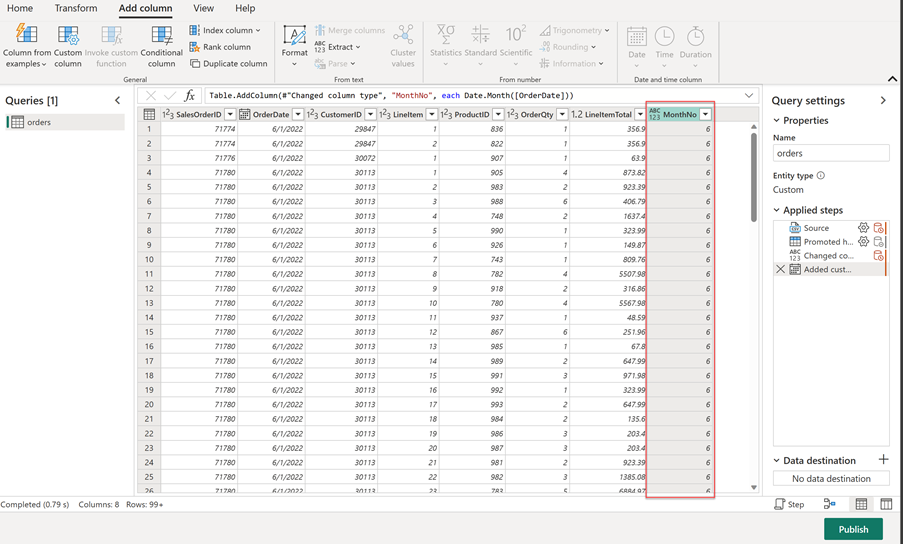 Home Transform Add column View Help
Column from examples
Custom column
Invoke custom function
Conditional column
Index column
Rank column
Duplicate column
General
Format
Merge columns
ABC 123 Extract
ABC Parse
From text
Cluster values
Statistics
Standard
Scientific
Trigonometry
Rounding
Information
From number
Date
Time
Duration
Date and time column
Queries [1]
orders
fx Table.AddColumn(#"Changed column type", "MonthNo", each Date.Month([OrderDate]))
SalesOrderID OrderDate CustomerID LineItem ProductID OrderQty LineItemTotal MonthNo
1 71774 6/1/2022 29847 1 836 1 356.9 6
2 71774 6/1/2022 29847 2 822 1 356.9 6
3 71776 6/1/2022 30072 1 907 1 63.9 6
4 71780 6/1/2022 30113 1 905 4 873.82 6
5 71780 6/1/2022 30113 2 983 2 923.39 6
6 71780 6/1/2022 30113 3 988 6 406.79 6
7 71780 6/1/2022 30113 4 748 2 1637.4 6
8 71780 6/1/2022 30113 5 990 1 323.99 6
9 71780 6/1/2022 30113 6 926 1 149.87 6
10 71780 6/1/2022 30113 7 743 1 809.76 6
11 71780 6/1/2022 30113 8 782 4 5507.98 6
12 71780 6/1/2022 30113 9 918 2 316.86 6
13 71780 6/1/2022 30113 10 780 4 5567.98 6
14 71780 6/1/2022 30113 11 937 1 48.59 6
15 71780 6/1/2022 30113 12 867 6 251.96 6
16 71780 6/1/2022 30113 13 985 1 67.8 6
17 71780 6/1/2022 30113 14 989 2 647.99 6
18 71780 6/1/2022 30113 15 991 3 971.98 6
19 71780 6/1/2022 30113 16 992 1 323.99 6
20 71780 6/1/2022 30113 17 993 2 647.99 6
21 71780 6/1/2022 30113 18 984 2 135.6 6
22 71780 6/1/2022 30113 19 986 3 203.4 6
23 71780 6/1/2022 30113 20 987 3 203.4 6
24 71780 6/1/2022 30113 21 981 2 923.39 6
25 71780 6/1/2022 30113 22 982 3 1385.08 6
26 71780 6/1/2022 30113 23 783 5 6884.97 6
Query settings
Properties
Name
orders
Entity type
Custom
Applied steps
Source
Promoted h...
Changed co...
Added cust...
Data destination
No data destination
Completed (0.79 s) Columns: 8 Rows: 99+
Step
Publish